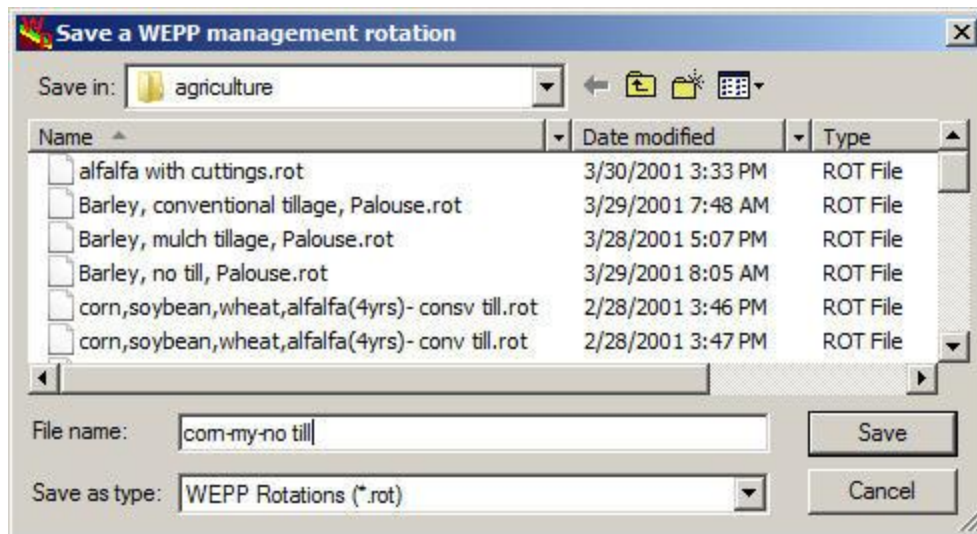 Save a WEPP management rotation
Save in: agriculture
Name Date modified Type
alfalfa with cuttings.rot 3/30/2001 3:33 PM ROT File
Barley, conventional tillage, Palouse.rot 3/29/2001 7:48 AM ROT File
Barley, mulch tillage, Palouse.rot 3/28/2001 5:07 PM ROT File
Barley, no till, Palouse.rot 3/29/2001 8:05 AM ROT File
corn,soybean,wheat,alfalfa(4yrs)- consv till.rot 2/28/2001 3:46 PM ROT File
corn,soybean,wheat,alfalfa(4yrs)- conv till.rot 2/28/2001 3:47 PM ROT File
File name: corn-my-no till Save
Save as type: WEPP Rotations (*.rot) Cancel